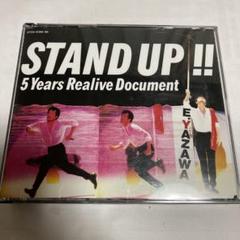 STAND UP!!
5 Years Realive Document
E.YAZAWA